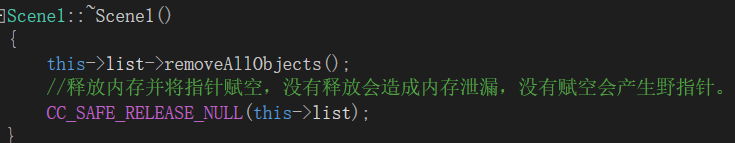 Scene1::~Scene1()
{
this->list->removeAllObjects();
//释放内存并将指针赋空，没有释放会造成内存泄漏，没有赋空会产生野指针。
CC_SAFE_RELEASE_NULL(this->list);
}